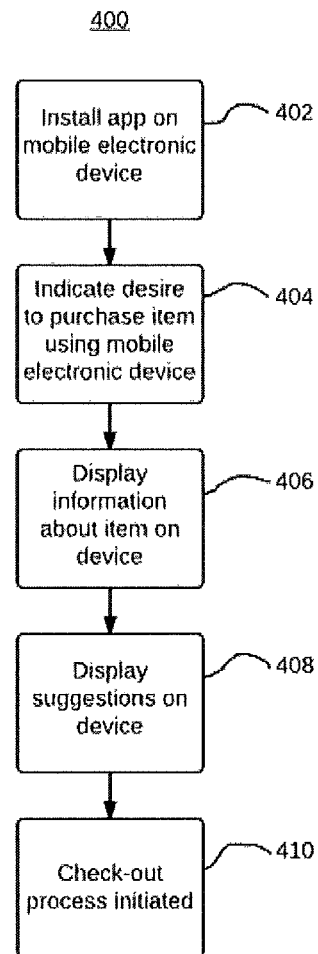 400
Install app on
mobile electronic
device
402
Indicate desire
to purchase item
using mobile
electronic device
404
Display
information
about item on
device
406
Display
suggestions on
device
408
Check-out
process initiated
410